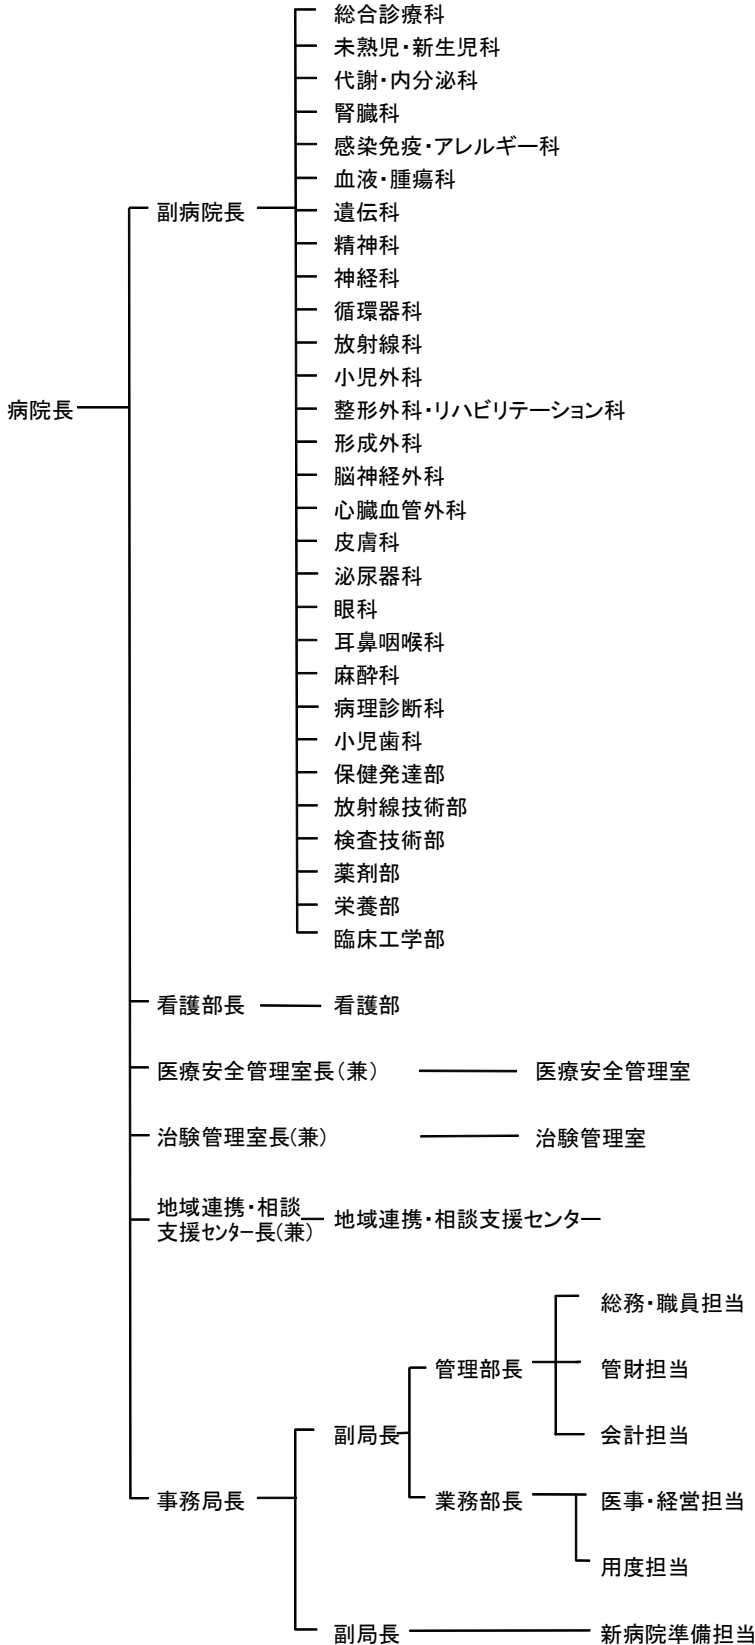 総合診療科
未熟児・新生児科
代謝・内分泌科
腎臓科
感染免疫・アレルギー科
血液・腫瘍科
副病院長
遺伝科
精神科
神経科
循環器科
放射線科
小児外科
病院長
整形外科・リハビリテーション科
形成外科
脳神経外科
心臓血管外科
皮膚科
泌尿器科
眼科
耳鼻咽喉科
麻酔科
病理診断科
小児歯科
保健発達部
放射線技術部
検査技術部
薬剤部
栄養部
臨床工学部
看護部長 看護部
医療安全管理室長(兼) 医療安全管理室
治験管理室長(兼) 治験管理室
地域連携・相談
支援センター長(兼)
地域連携・相談支援センター
総務・職員担当
管理部長 管財担当
副局長 会計担当
事務局長 業務部長 医事・経営担当
用度担当
副局長 新病院準備担当